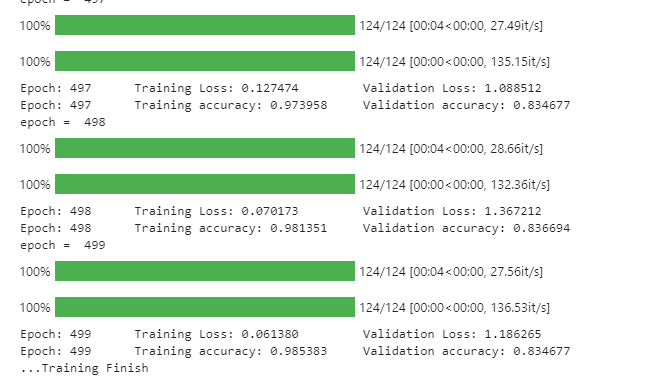 epoch =  497
100% 124/124 [00:04<00:00, 27.49it/s]
100% 124/124 [00:00<00:00, 135.15it/s]
Epoch: 497 	Training Loss: 0.127474 	Validation Loss: 1.088512
Epoch: 497 	Training accuracy: 0.973958 	Validation accuracy: 0.834677
epoch =  498
100% 124/124 [00:04<00:00, 28.66it/s]
100% 124/124 [00:00<00:00, 132.36it/s]
Epoch: 498 	Training Loss: 0.070173 	Validation Loss: 1.367212
Epoch: 498 	Training accuracy: 0.981351 	Validation accuracy: 0.836694
epoch =  499
100% 124/124 [00:04<00:00, 27.56it/s]
100% 124/124 [00:00<00:00, 136.53it/s]
Epoch: 499 	Training Loss: 0.061380 	Validation Loss: 1.186265
Epoch: 499 	Training accuracy: 0.985383 	Validation accuracy: 0.834677
...Training Finish